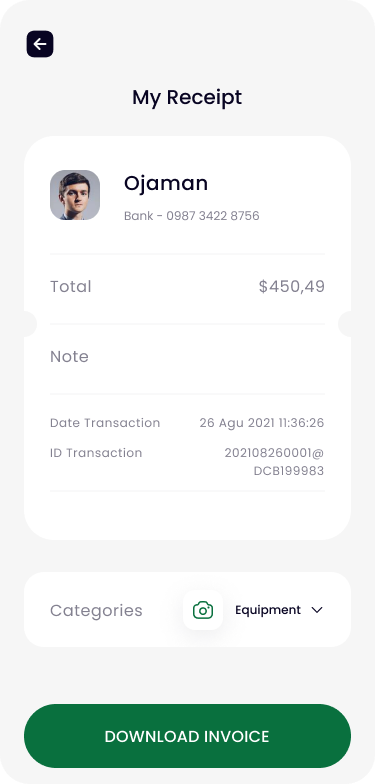 My Receipt
Ojaman
Bank - 0987 3422 8756
Total $450,49
Note
Date Transaction 26 Agu 2021 11:36:26
ID Transaction 202108260001@
DCB199983
Categories Equipment
DOWNLOAD INVOICE